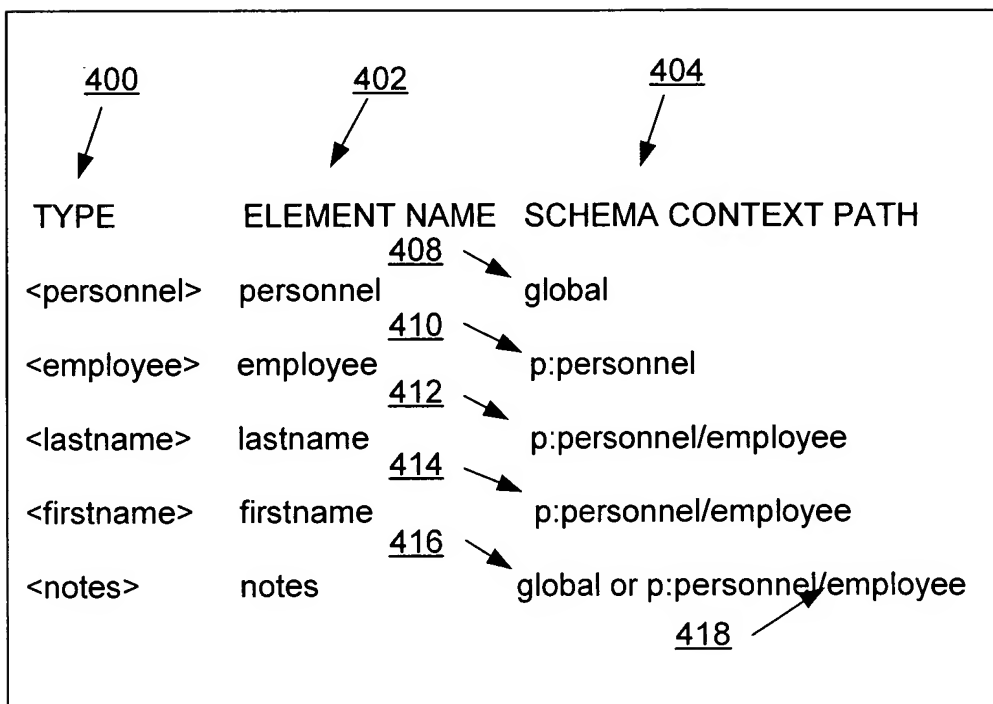 400 402 404
TYPE ELEMENT NAME SCHEMA CONTEXT PATH
408
<personnel> personnel global
410
<employee> employee p:personnel
412
<lastname> lastname p:personnel/employee
414
<firstname> firstname p:personnel/employee
416
<notes> notes global or p:personnel/employee
418